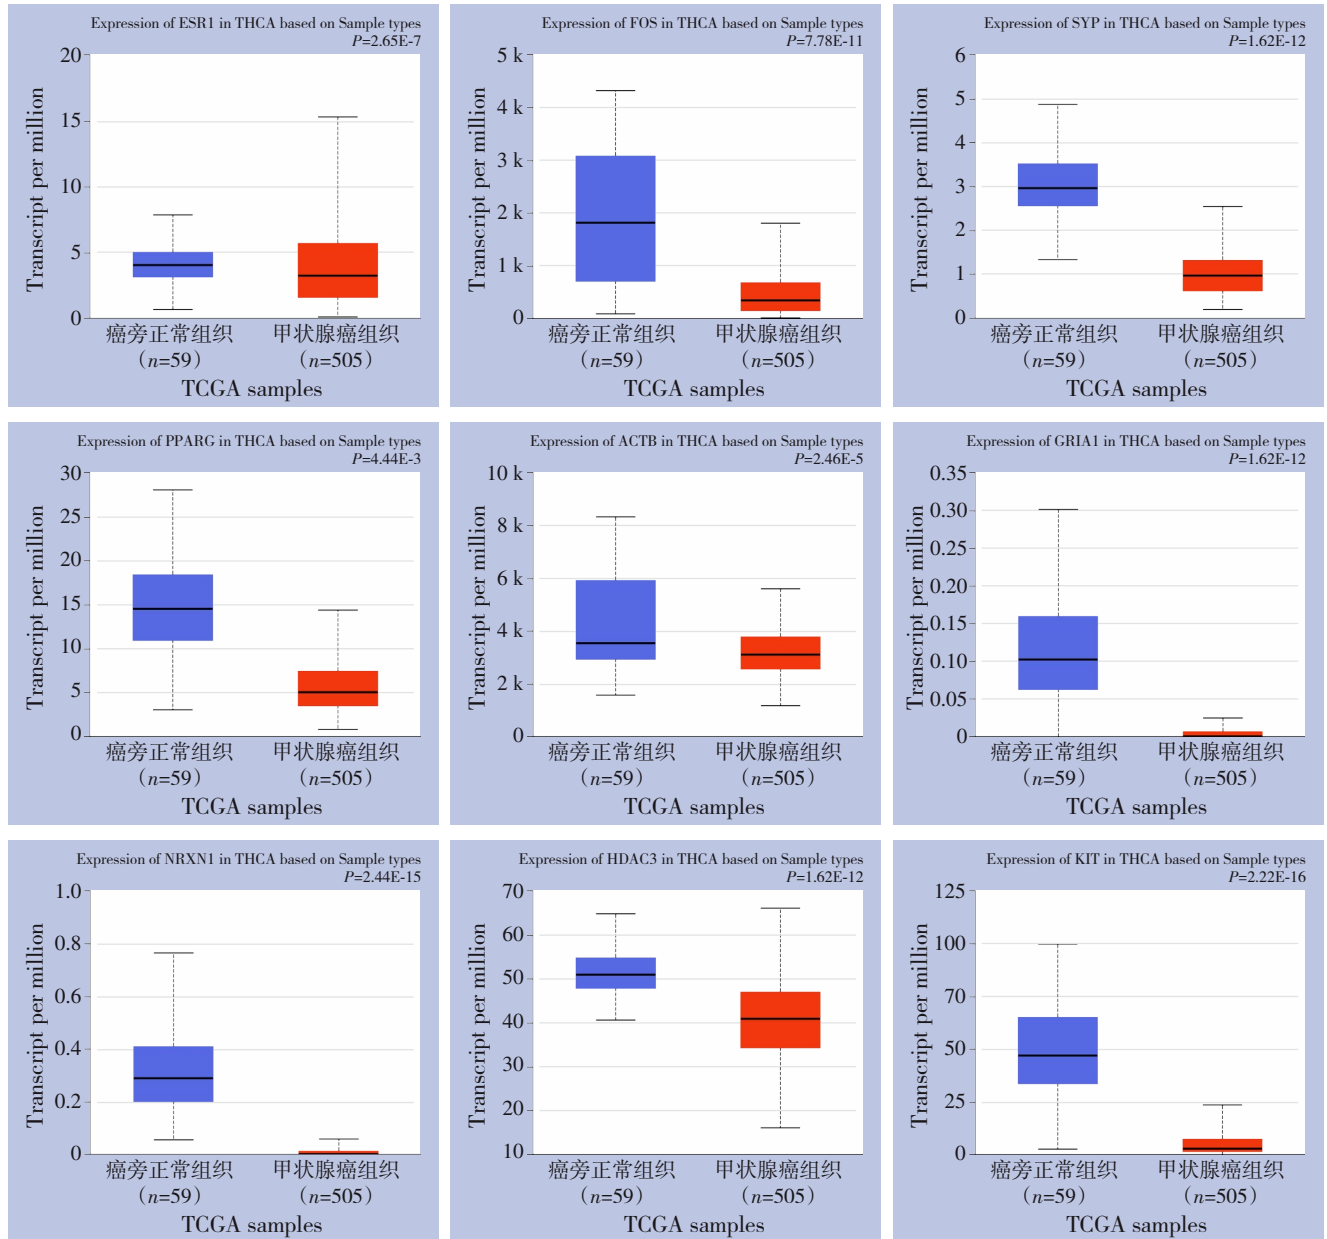 Expression of ESR1 in THCA based on Sample types
P=2.65E-7
Transcript per million
20
15
10
5
0
癌旁正常组织
(n=59)
甲状腺癌组织
(n=505)
TCGA samples
Expression of FOS in THCA based on Sample types
P=7.78E-11
Transcript per million
5 k
4 k
3 k
2 k
1 k
0
癌旁正常组织
(n=59)
甲状腺癌组织
(n=505)
TCGA samples
Expression of SYP in THCA based on Sample types
P=1.62E-12
Transcript per million
6
5
4
3
2
1
0
癌旁正常组织
(n=59)
甲状腺癌组织
(n=505)
TCGA samples
Expression of PPARG in THCA based on Sample types
P=4.44E-3
Transcript per million
30
25
20
15
10
5
0
癌旁正常组织
(n=59)
甲状腺癌组织
(n=505)
TCGA samples
Expression of ACTB in THCA based on Sample types
P=2.46E-5
Transcript per million
10 k
8 k
6 k
4 k
2 k
0
癌旁正常组织
(n=59)
甲状腺癌组织
(n=505)
TCGA samples
Expression of GRIA1 in THCA based on Sample types
P=1.62E-12
Transcript per million
0.35
0.30
0.25
0.20
0.15
0.10
0.05
0
癌旁正常组织
(n=59)
甲状腺癌组织
(n=505)
TCGA samples
Expression of NRXN1 in THCA based on Sample types
P=2.44E-15
Transcript per million
1.0
0.8
0.6
0.4
0.2
0
癌旁正常组织
(n=59)
甲状腺癌组织
(n=505)
TCGA samples
Expression of HDAC3 in THCA based on Sample types
P=1.62E-12
Transcript per million
70
60
50
40
30
20
10
癌旁正常组织
(n=59)
甲状腺癌组织
(n=505)
TCGA samples
Expression of KIT in THCA based on Sample types
P=2.22E-16
Transcript per million
125
100
70
50
25
0
癌旁正常组织
(n=59)
甲状腺癌组织
(n=505)
TCGA samples